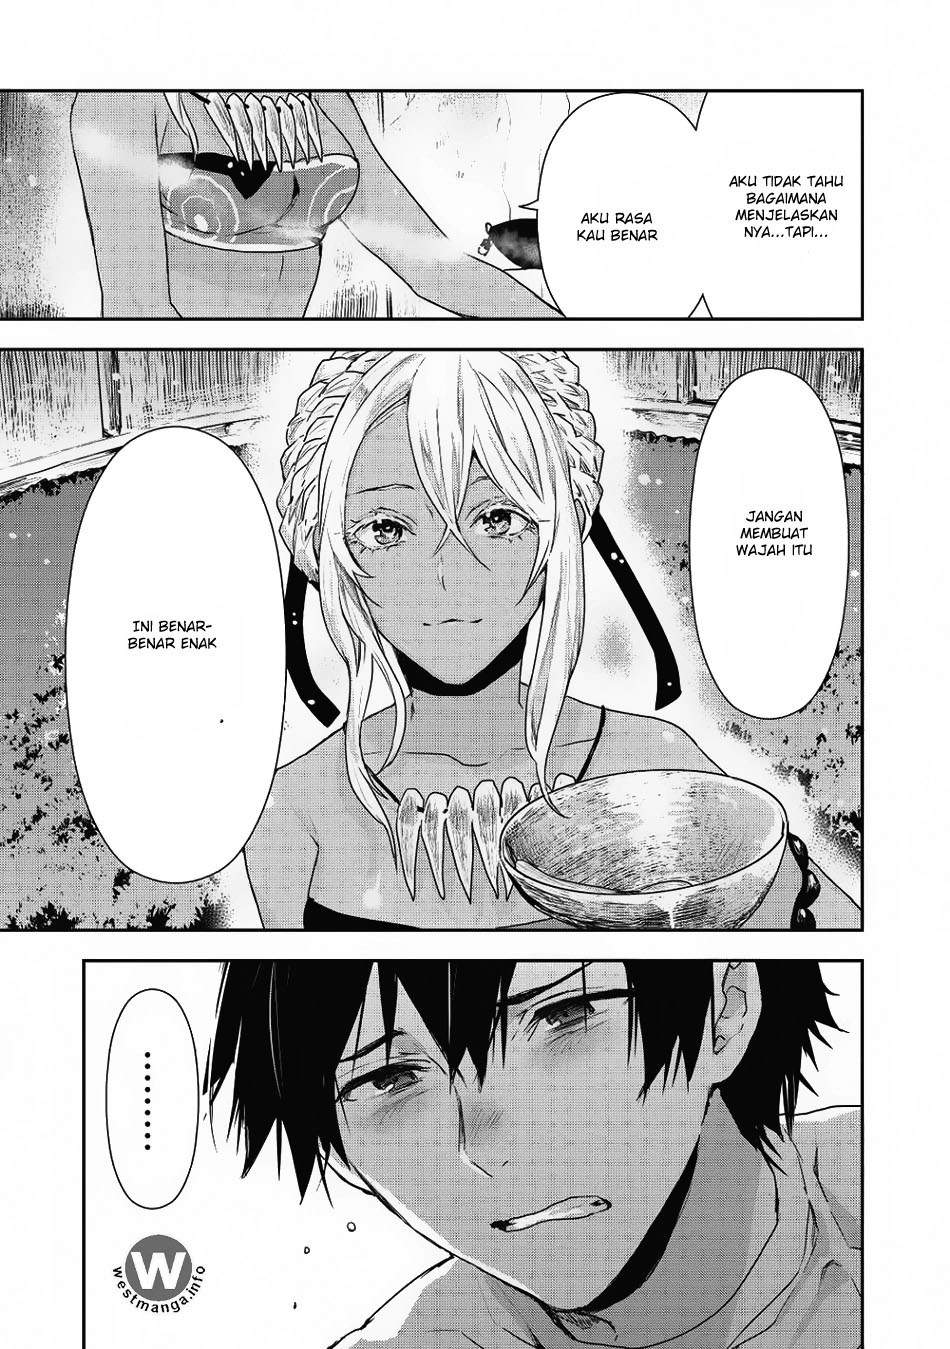 AKU TIDAK TAHU
BAGAIMANA
MENJELASKAN
NYA...TAPI...
AKU RASA
KAU BENAR
JANGAN
MEMBUAT
WAJAH ITU
INI BENAR-
BENAR ENAK
........
W
westmanga.info